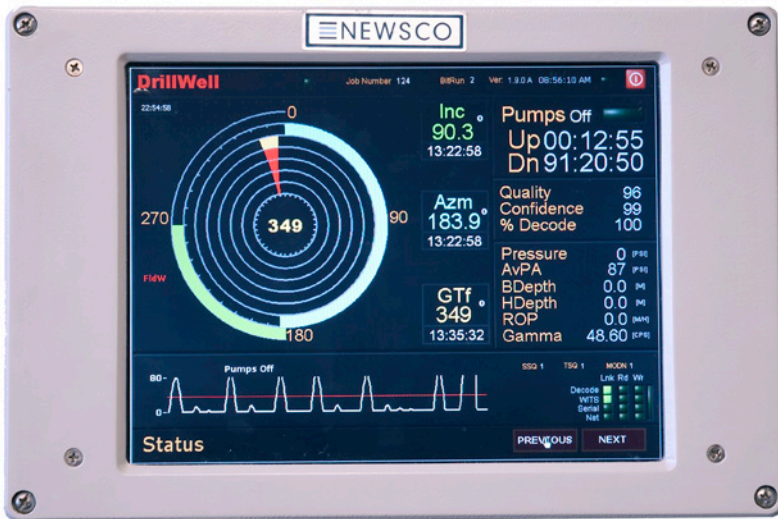 NEWSCO
DrillWell
Job Number 124 BitRun 2 Ver: 1.9.0 A 08:56:10 AM
22:54:58
0
90
180
270
349
FldW
Inc
90.3°
13:22:58
Azm
183.9°
13:22:58
GTf
349°
13:35:32
Pumps Off
Up 00:12:55
Dn 91:20:50
Quality 96
Confidence 99
% Decode 100
Pressure 0 [PSI]
AvPA 87 [PSI]
BDepth 0.0 [M]
HDepth 0.0 [M]
ROP 0.0 [M/H]
Gamma 48.60 [CPS]
Pumps Off
80-
0-
SSQ 1 TSQ 1 MODN 1
Lnk Rd Wr
Decode
WITS
Serial
Net
Status
PREVIOUS NEXT